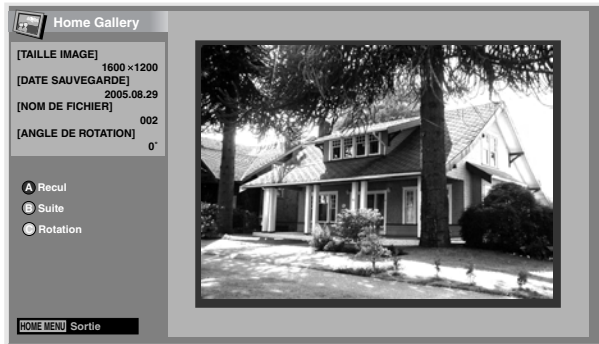 Home Gallery
[TAILLE IMAGE]
1600 ×1200
[DATE SAUVEGARDE]
2005.08.29
[NOM DE FICHIER]
002
[ANGLE DE ROTATION]
0°
A Recul
B Suite
C Rotation
HOME MENU Sortie